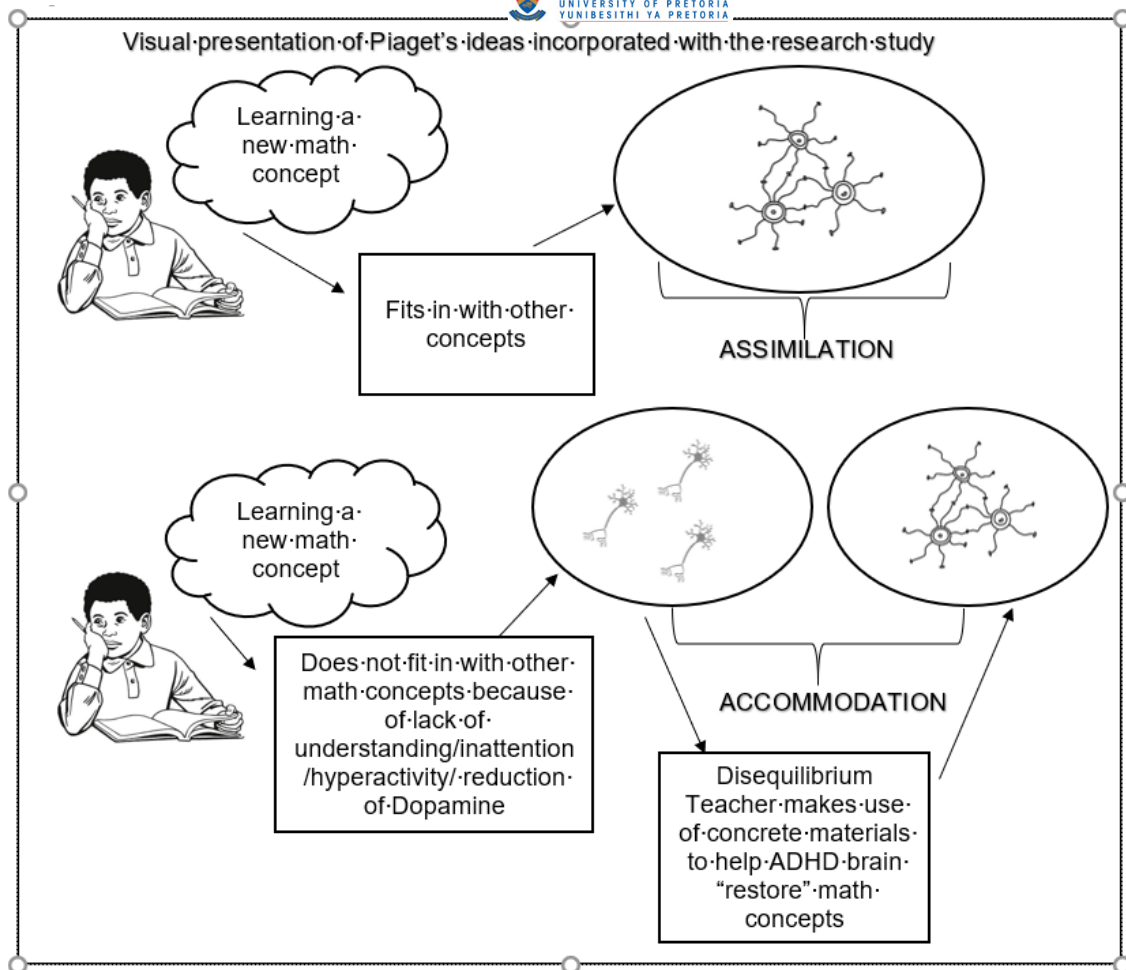 UNIVERSITY OF PRETORIA
YUNIBESITHI YA PRETORIA
Visual·presentation·of·Piaget's·ideas·incorporated·with·the·research·study
Learning·a·
new·math·
concept
Fits·in·with·other·
concepts
ASSIMILATION
Learning·a·
new·math·
concept
Does·not·fit·in·with·other·
math·concepts·because·
of·lack·of·
understanding/inattention
/hyperactivity/·reduction·
of·Dopamine
ACCOMMODATION
Disequilibrium
Teacher·makes·use·
of·concrete·materials·
to·help·ADHD·brain·
“restore”·math·
concepts